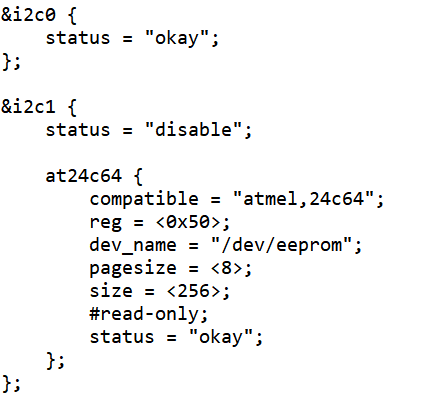 &i2c0 {
    status = "okay";
};

&i2c1 {
    status = "disable";

    at24c64 {
        compatible = "atmel,24c64";
        reg = <0x50>;
        dev_name = "/dev/eeprom";
        pagesize = <8>;
        size = <256>;
        #read-only;
        status = "okay";
    };
};